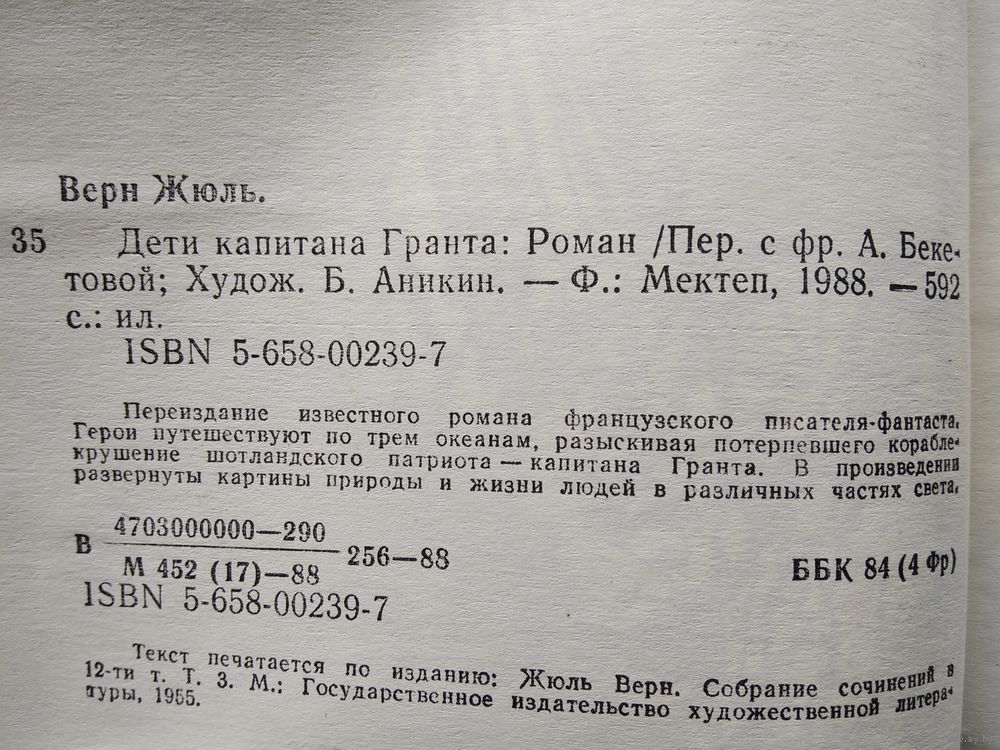 Верн Жюль.
35 Дети капитана Гранта: Роман /Пер. с фр. А. Беке-
товой; Худож. Б. Аникин. — Ф.: Мектеп, 1988. — 592
с.: ил.
ISBN 5-658-00239-7
Переиздание известного романа французского писателя-фантаста.
Герои путешествуют по трем океанам, разыскивая потерпевшего корабле-
крушение шотландского патриота — капитана Гранта. В произведении
развернуты картины природы и жизни людей в различных частях света.
В 4703000000—290
М 452 (17)—88 256—88
ББК 84 (4 Фр)
ISBN 5-658-00239-7
Текст печатается по изданию: Жюль Верн. Собрание сочинений в
12-ти т. Т. 3. М.: Государственное издательство художественной литера-
туры, 1955.